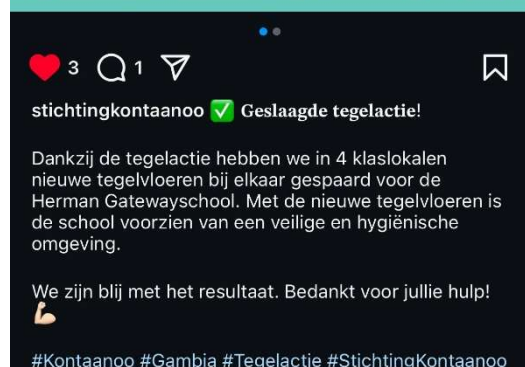 3 1
stichtingkontaanoo ✅ Geslaagde tegelactie!
Dankzij de tegelactie hebben we in 4 klaslokalen
nieuwe tegelvloeren bij elkaar gespaard voor de
Herman Gatewayschool. Met de nieuwe tegelvloeren is
de school voorzien van een veilige en hygiënische
omgeving.
We zijn blij met het resultaat. Bedankt voor jullie hulp!
💪🏻
#Kontaanoo #Gambia #Tegelactie #StichtingKontaanoo